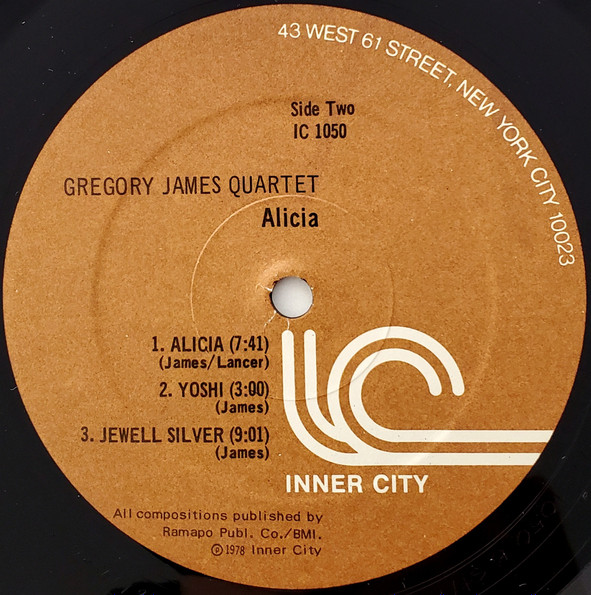 43 WEST 61 STREET, NEW YORK CITY 10023
Side Two
IC 1050
GREGORY JAMES QUARTET
Alicia
1. ALICIA (7:41)
(James/Lancer)
2. YOSHI (3:00)
(James)
3. JEWELL SILVER (9:01)
(James)
IC
INNER CITY
All compositions published by
Ramapo Publ. Co./BMI.
℗ 1978 Inner City